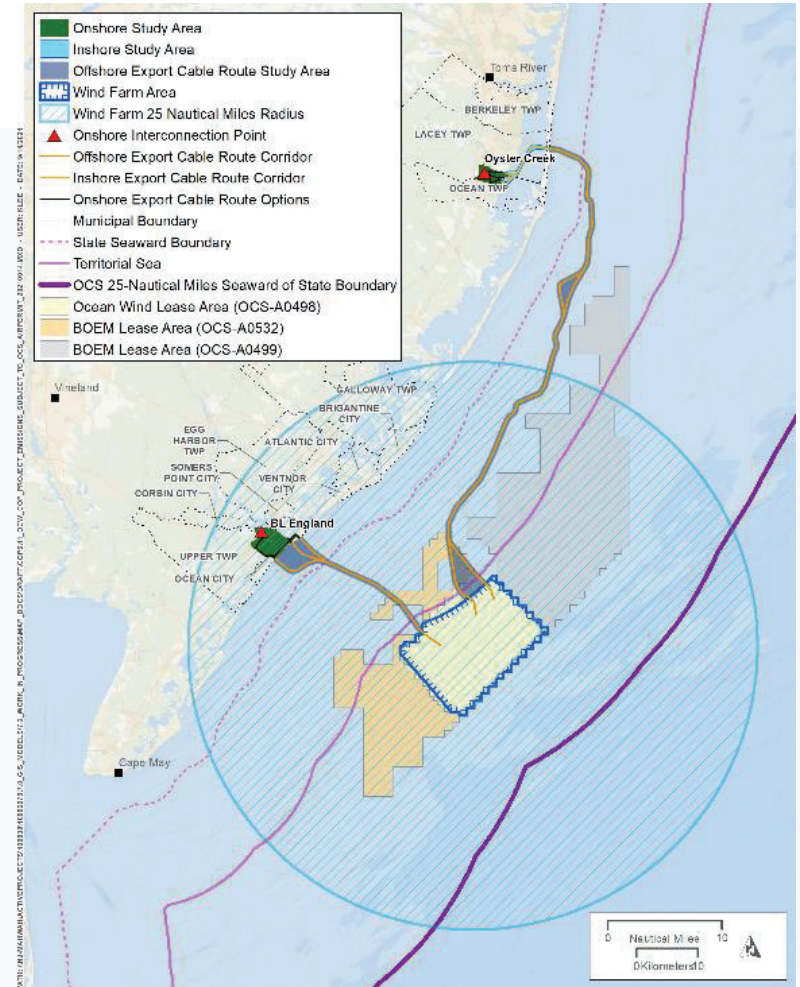 Onshore Study Area
Inshore Study Area
Offshore Export Cable Route Study Area
Wind Farm Area
Wind Farm 25 Nautical Miles Radius
Onshore Interconnection Point
Offshore Export Cable Route Corridor
Inshore Export Cable Route Corridor
Onshore Export Cable Route Options
Municipal Boundary
State Seaward Boundary
Territorial Sea
OCS 25-Nautical Miles Seaward of State Boundary
Ocean Wind Lease Area (OCS-A0498)
BOEM Lease Area (OCS-A0532)
BOEM Lease Area (OCS-A0499)
Toms River
BERKELEY TWP
LACEY TWP
Oyster Creek
OCEAN TWP
Vineland
GALLOWAY TWP
BRIGANTINE
CITY
EGG
HARBOR
TWP
ATLANTIC CITY
SOMERS
POINT CITY
VENTNOR
CITY
CORBIN CITY
BL England
UPPER TWP
OCEAN CITY
Cape May
0 Nautical Miles 10
0Kilometers10
N